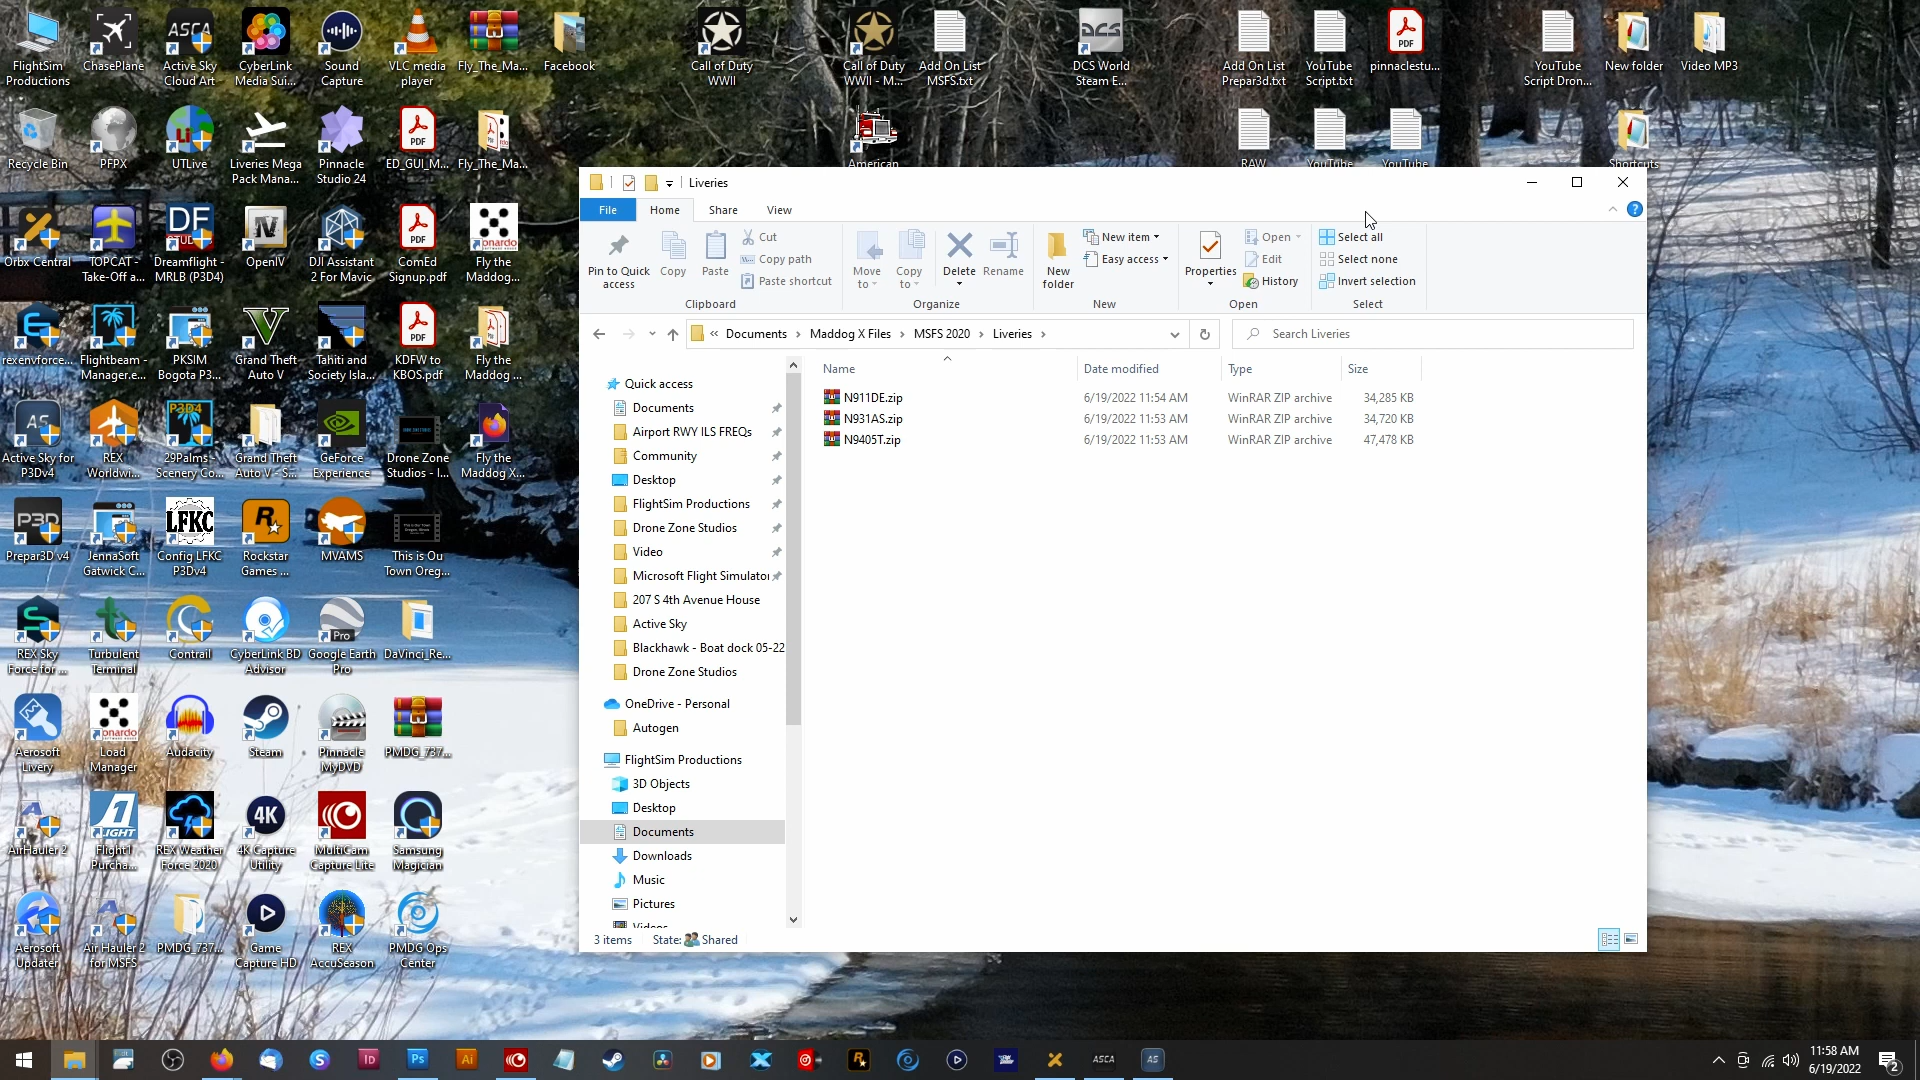 FlightSim
Productions
ChasePlane
Active Sky
Cloud Art
CyberLink
Media Sui...
Sound
Capture
VLC media
player
Fly_The_Ma...
Facebook
Call of Duty
WWII
Call of Duty
WWII - M...
Add On List
MSFS.txt
DCS World
Steam E...
Add On List
Prepar3d.txt
YouTube
Script.txt
pinnaclestu...
YouTube
Script Dron...
New folder
Video MP3
Recycle Bin
PFPX
UTLive
Liveries Mega
Pack Mana...
Pinnacle
Studio 24
ED_GUI_M...
Fly_The_Ma...
American
RAW
YouTube
YouTube
Shortcuts
Orbx Central
TOPCAT -
Take-Off a...
Dreamflight -
MRLB (P3D4)
OpenIV
DJI Assistant
2 For Mavic
ComEd
Signup.pdf
Fly the
Maddog...
rexenvforce...
Flightbeam -
Manager.e...
PKSIM
Bogota P3...
Grand Theft
Auto V
Tahiti and
Society Isla...
KDFW to
KBOS.pdf
Fly the
Maddog ...
Active Sky for
P3Dv4
REX
Worldwi...
29Palms -
Scenery Co...
Grand Theft
Auto V - S...
GeForce
Experience
Drone Zone
Studios - I...
Fly the
Maddog X...
Prepar3D v4
JennaSoft
Gatwick C...
Config LFKC
P3Dv4
Rockstar
Games ...
MVAMS
This is Ou
Town Oreg...
REX Sky
Force for ...
Turbulent
Terminal
Contrail
CyberLink BD
Advisor
Google Earth
Pro
DaVinci_Re...
Aerosoft
Livery
Load
Manager
Audacity
Steam
Pinnacle
MyDVD
PMDG_737...
AirHauler 2
Flight1
Purcha...
REX Weather
Force 2020
4K Capture
Utility
MultiCam
Capture Lite
Samsung
Magician
Aerosoft
Updater
Air Hauler 2
for MSFS
PMDG_737...
Game
Capture HD
REX
AccuSeason
PMDG Ops
Center
Liveries
File Home Share View
Pin to Quick
access
Copy
Paste
Cut
Copy path
Paste shortcut
Clipboard
Move
to
Copy
to
Delete
Rename
Organize
New
folder
New item
Easy access
New
Properties
Open
Edit
History
Open
Select all
Select none
Invert selection
Select
« Documents › Maddog X Files › MSFS 2020 › Liveries ›
Search Liveries
Name Date modified Type Size
N911DE.zip 6/19/2022 11:54 AM WinRAR ZIP archive 34,285 KB
N931AS.zip 6/19/2022 11:53 AM WinRAR ZIP archive 34,720 KB
N9405T.zip 6/19/2022 11:53 AM WinRAR ZIP archive 47,478 KB
Quick access
Documents
Airport RWY ILS FREQs
Community
Desktop
FlightSim Productions
Drone Zone Studios
Video
Microsoft Flight Simulator
207 S 4th Avenue House
Active Sky
Blackhawk - Boat dock 05-22
Drone Zone Studios
OneDrive - Personal
Autogen
FlightSim Productions
3D Objects
Desktop
Documents
Downloads
Music
Pictures
Videos
3 items State: Shared
11:58 AM
6/19/2022
2